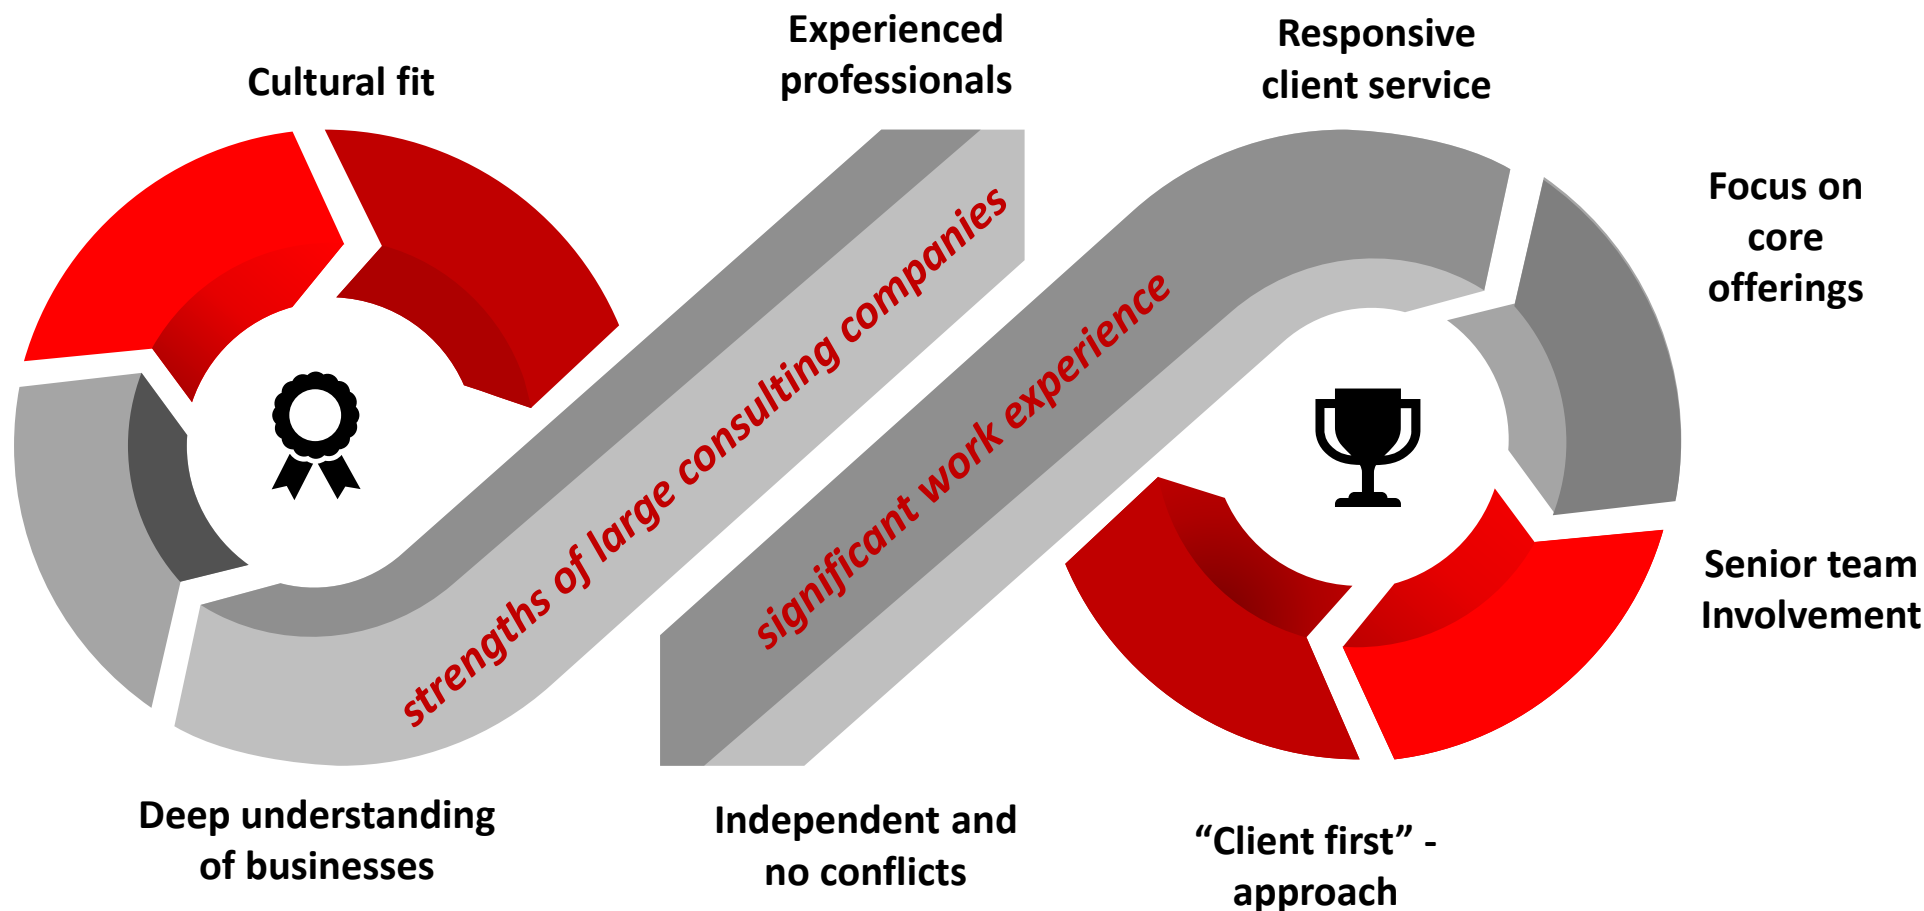 Experienced
professionals
Responsive
client service
Cultural fit
Focus on
core
offerings
strengths of large consulting companies
significant work experience
Senior team
Involvement
Deep understanding
of businesses
Independent and
no conflicts
“Client first” -
approach